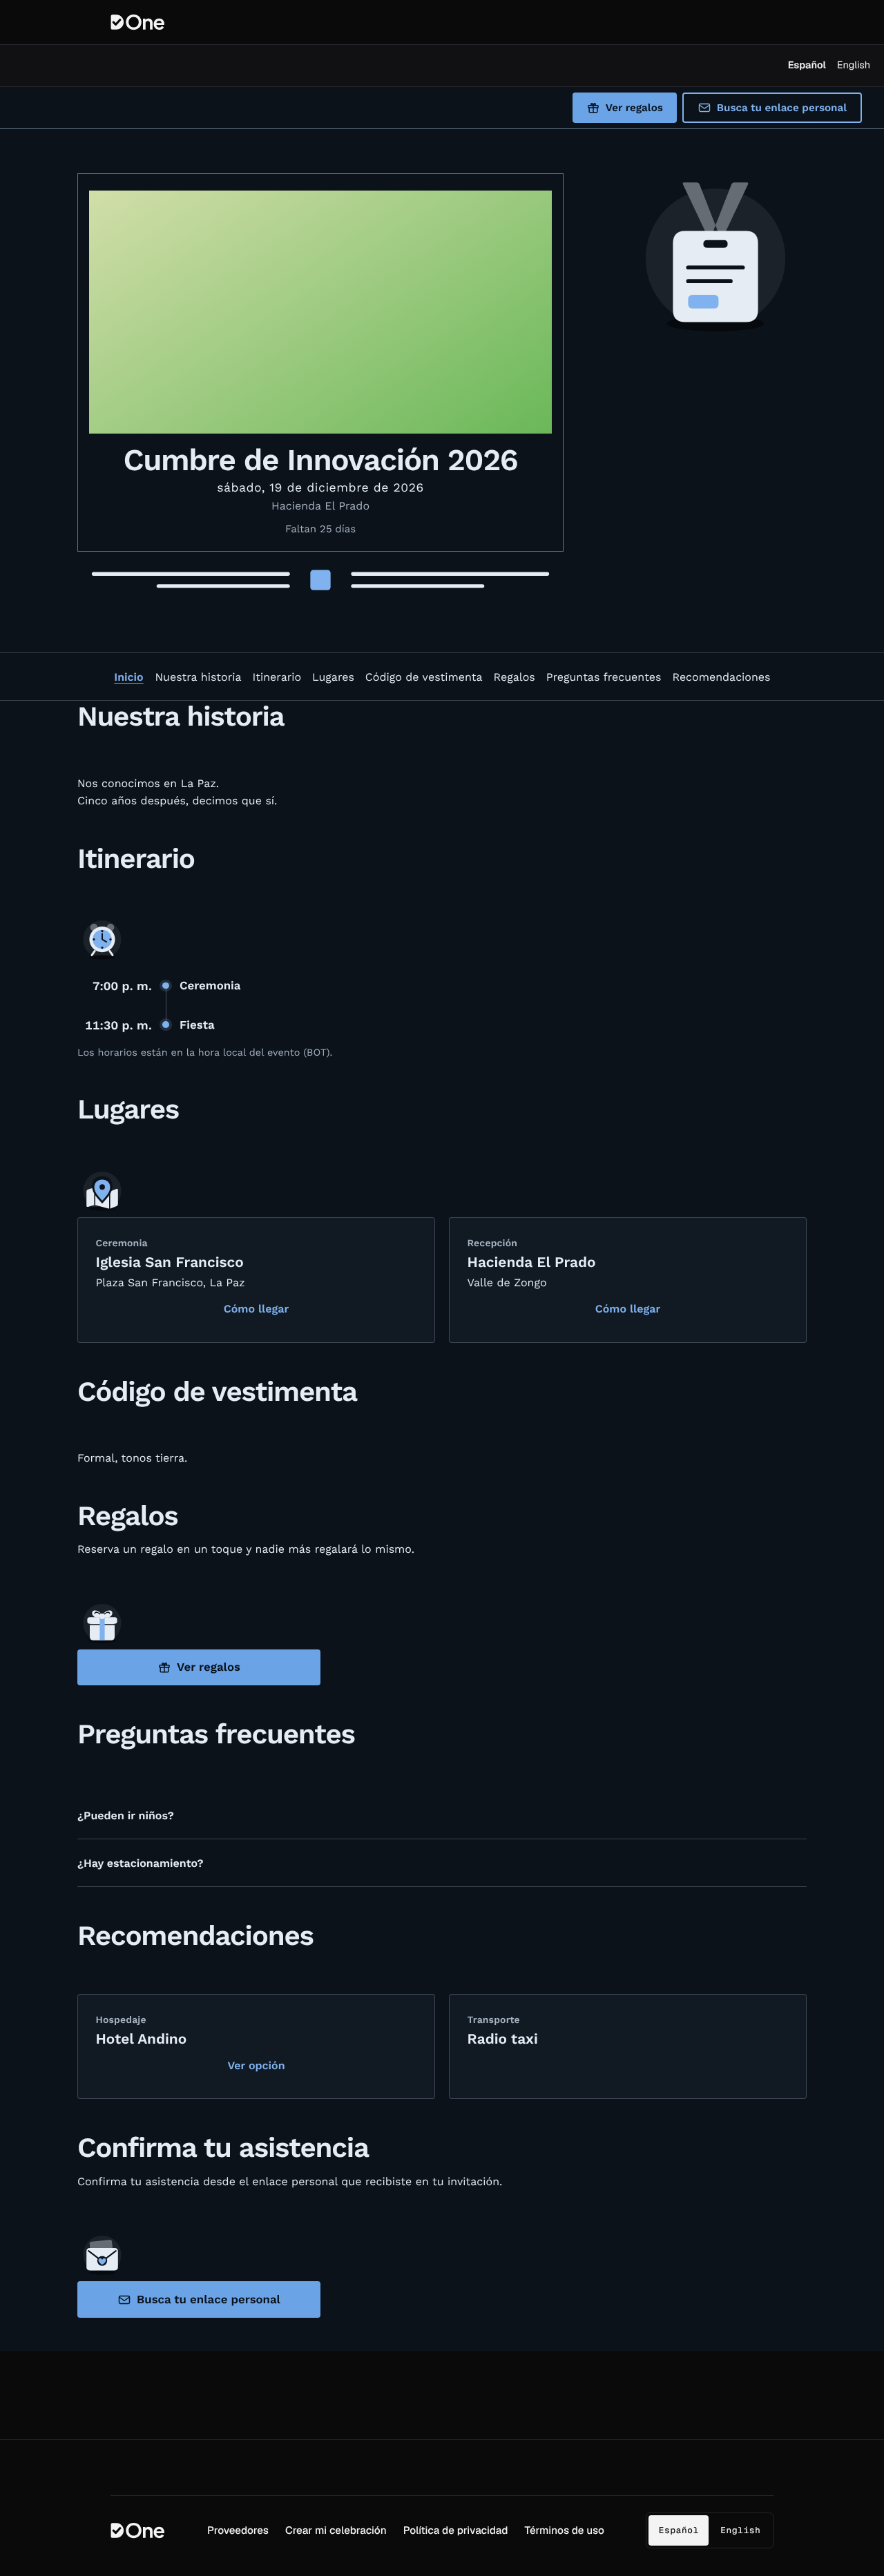 One
Español English
Ver regalos Busca tu enlace personal
Cumbre de Innovación 2026
sábado, 19 de diciembre de 2026
Hacienda El Prado
Faltan 25 días
Inicio Nuestra historia Itinerario Lugares Código de vestimenta Regalos Preguntas frecuentes Recomendaciones
Nuestra historia
Nos conocimos en La Paz.
Cinco años después, decimos que sí.
Itinerario
7:00 p. m. Ceremonia
11:30 p. m. Fiesta
Los horarios están en la hora local del evento (BOT).
Lugares
Ceremonia
Iglesia San Francisco
Plaza San Francisco, La Paz
Cómo llegar
Recepción
Hacienda El Prado
Valle de Zongo
Cómo llegar
Código de vestimenta
Formal, tonos tierra.
Regalos
Reserva un regalo en un toque y nadie más regalará lo mismo.
Ver regalos
Preguntas frecuentes
¿Pueden ir niños?
¿Hay estacionamiento?
Recomendaciones
Hospedaje
Hotel Andino
Ver opción
Transporte
Radio taxi
Confirma tu asistencia
Confirma tu asistencia desde el enlace personal que recibiste en tu invitación.
Busca tu enlace personal
One
Proveedores Crear mi celebración Política de privacidad Términos de uso
Español English